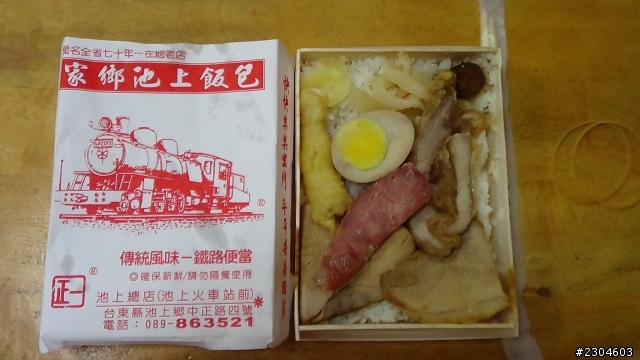 聞名全省七十年～在地老店
家鄉池上飯包
傳統風味－鐵路便當
◎確保新鮮/請勿隔餐使用
正一
®
池上總店(池上火車站前)
台東縣池上鄉中正路四號
電話：089-863521
#2304603